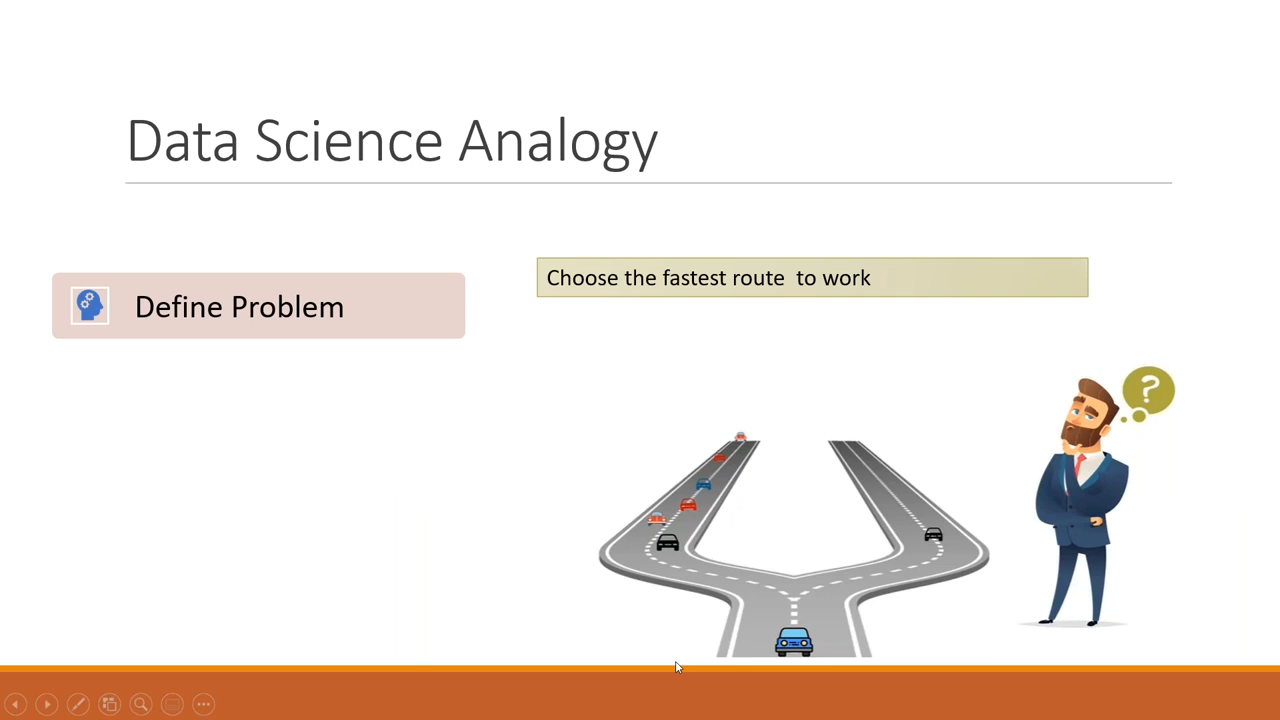 Data Science Analogy
Define Problem
Choose the fastest route  to work
?